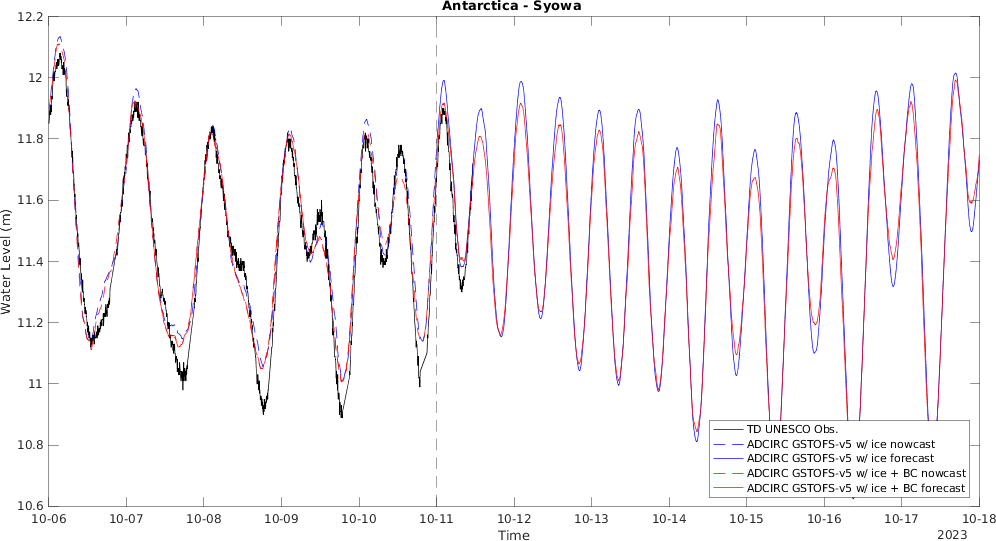 Antarctica - Syowa
Water Level (m)
12.2
12
11.8
11.6
11.4
11.2
11
10.8
10.6
TD UNESCO Obs.
ADCIRC GSTOFS-v5 w/ ice nowcast
ADCIRC GSTOFS-v5 w/ ice forecast
ADCIRC GSTOFS-v5 w/ ice + BC nowcast
ADCIRC GSTOFS-v5 w/ ice + BC forecast
10-06 10-07 10-08 10-09 10-10 10-11 10-12 10-13 10-14 10-15 10-16 10-17 10-18
Time
2023